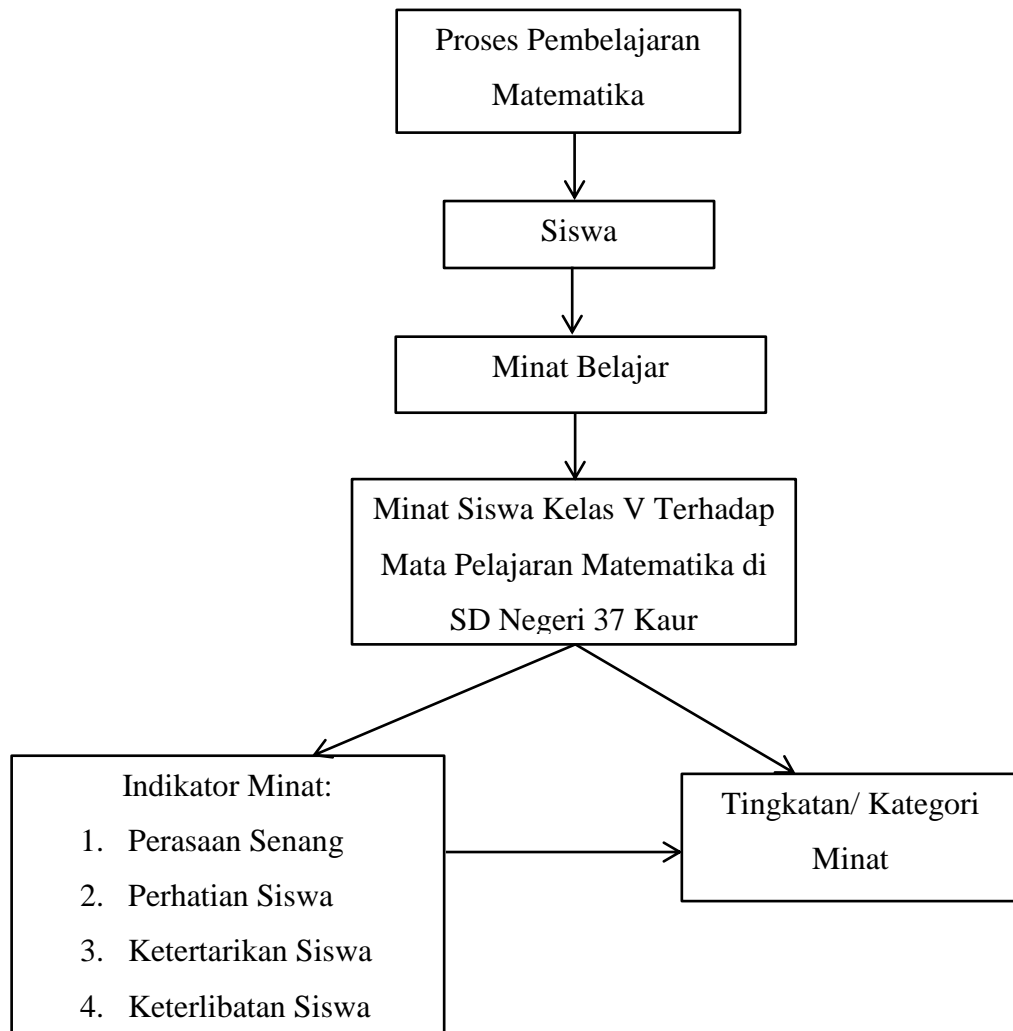 Proses Pembelajaran
Matematika
Siswa
Minat Belajar
Minat Siswa Kelas V Terhadap
Mata Pelajaran Matematika di
SD Negeri 37 Kaur
Indikator Minat:
1. Perasaan Senang
2. Perhatian Siswa
3. Ketertarikan Siswa
4. Keterlibatan Siswa
Tingkatan/ Kategori
Minat